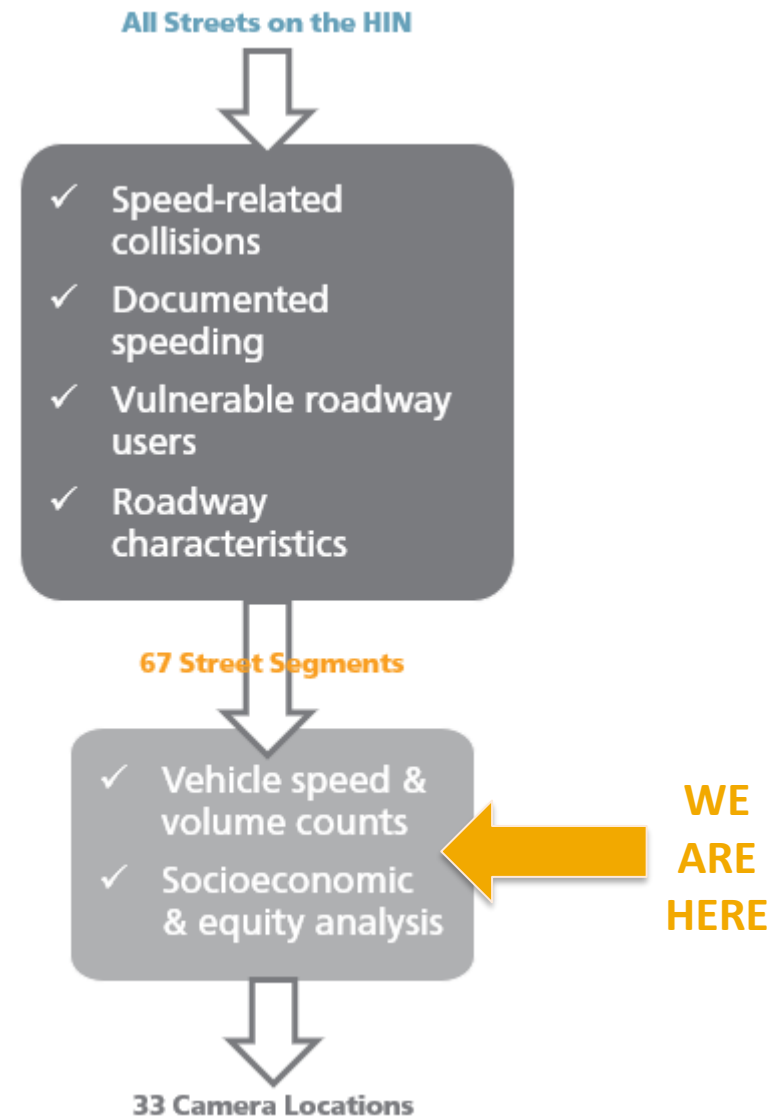 All Streets on the HIN
✓ Speed-related
collisions
✓ Documented
speeding
✓ Vulnerable roadway
users
✓ Roadway
characteristics
67 Street Segments
✓ Vehicle speed &
volume counts
✓ Socioeconomic
& equity analysis
WE
ARE
HERE
33 Camera Locations